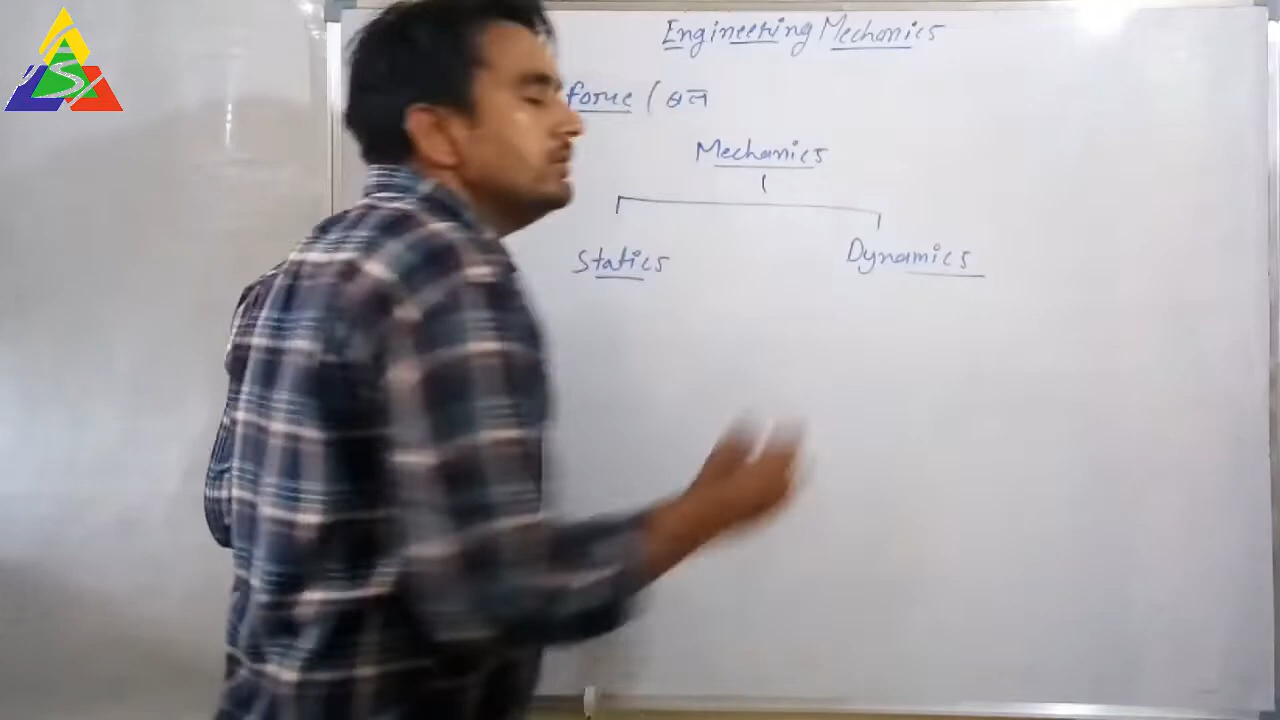 Engineering Mechanics
force ( बल
Mechanics
Statics
Dynamics